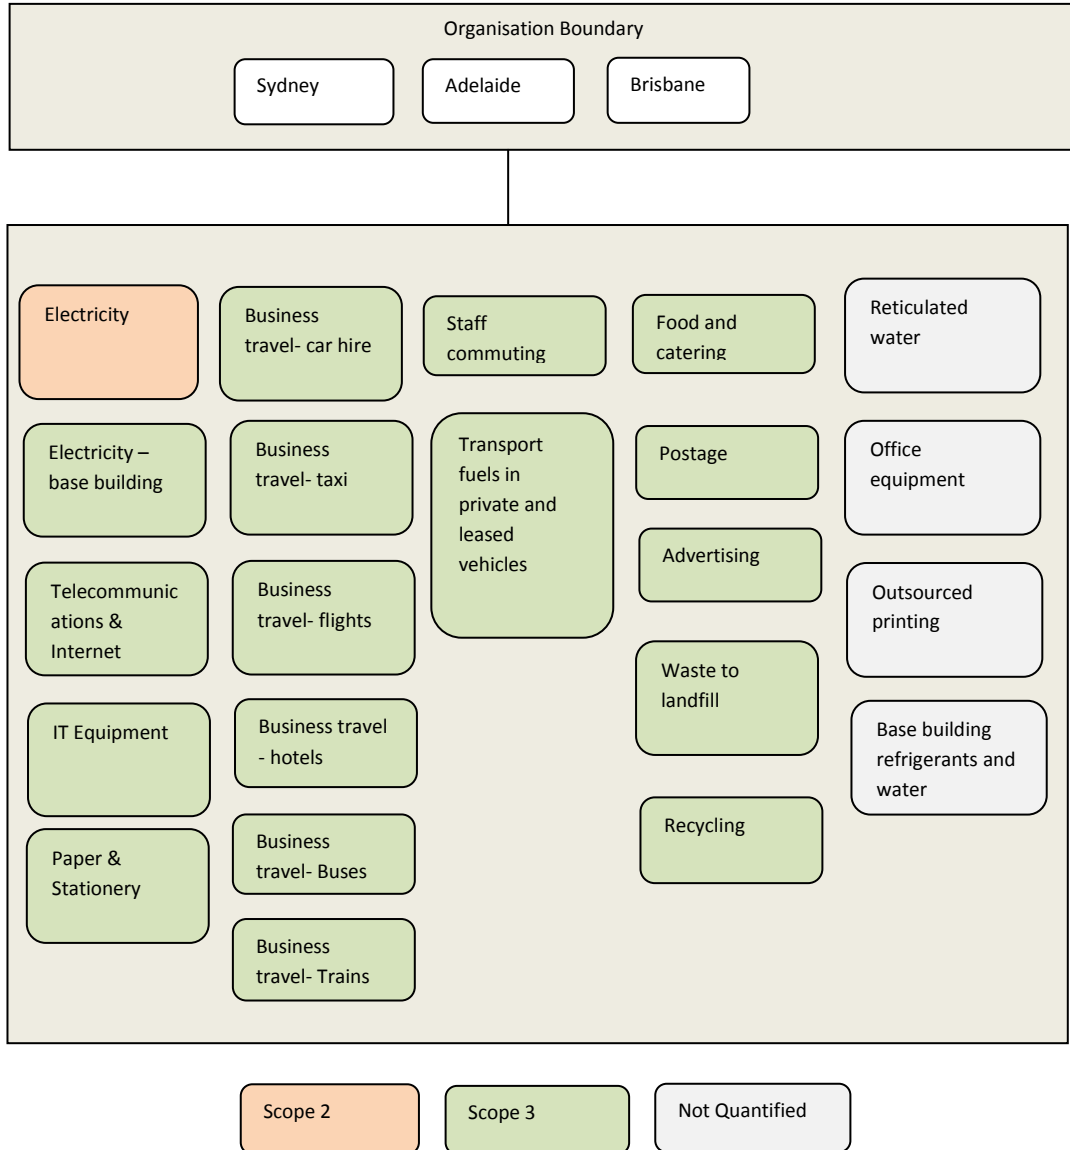 Organisation Boundary
Sydney
Adelaide
Brisbane
Electricity
Electricity –
base building
Telecommunic
ations &
Internet
IT Equipment
Paper &
Stationery
Business
travel- car hire
Business
travel- taxi
Business
travel- flights
Business travel
- hotels
Business
travel- Buses
Business
travel- Trains
Staff
commuting
Transport
fuels in
private and
leased
vehicles
Food and
catering
Postage
Advertising
Waste to
landfill
Recycling
Reticulated
water
Office
equipment
Outsourced
printing
Base building
refrigerants and
water
Scope 2
Scope 3
Not Quantified